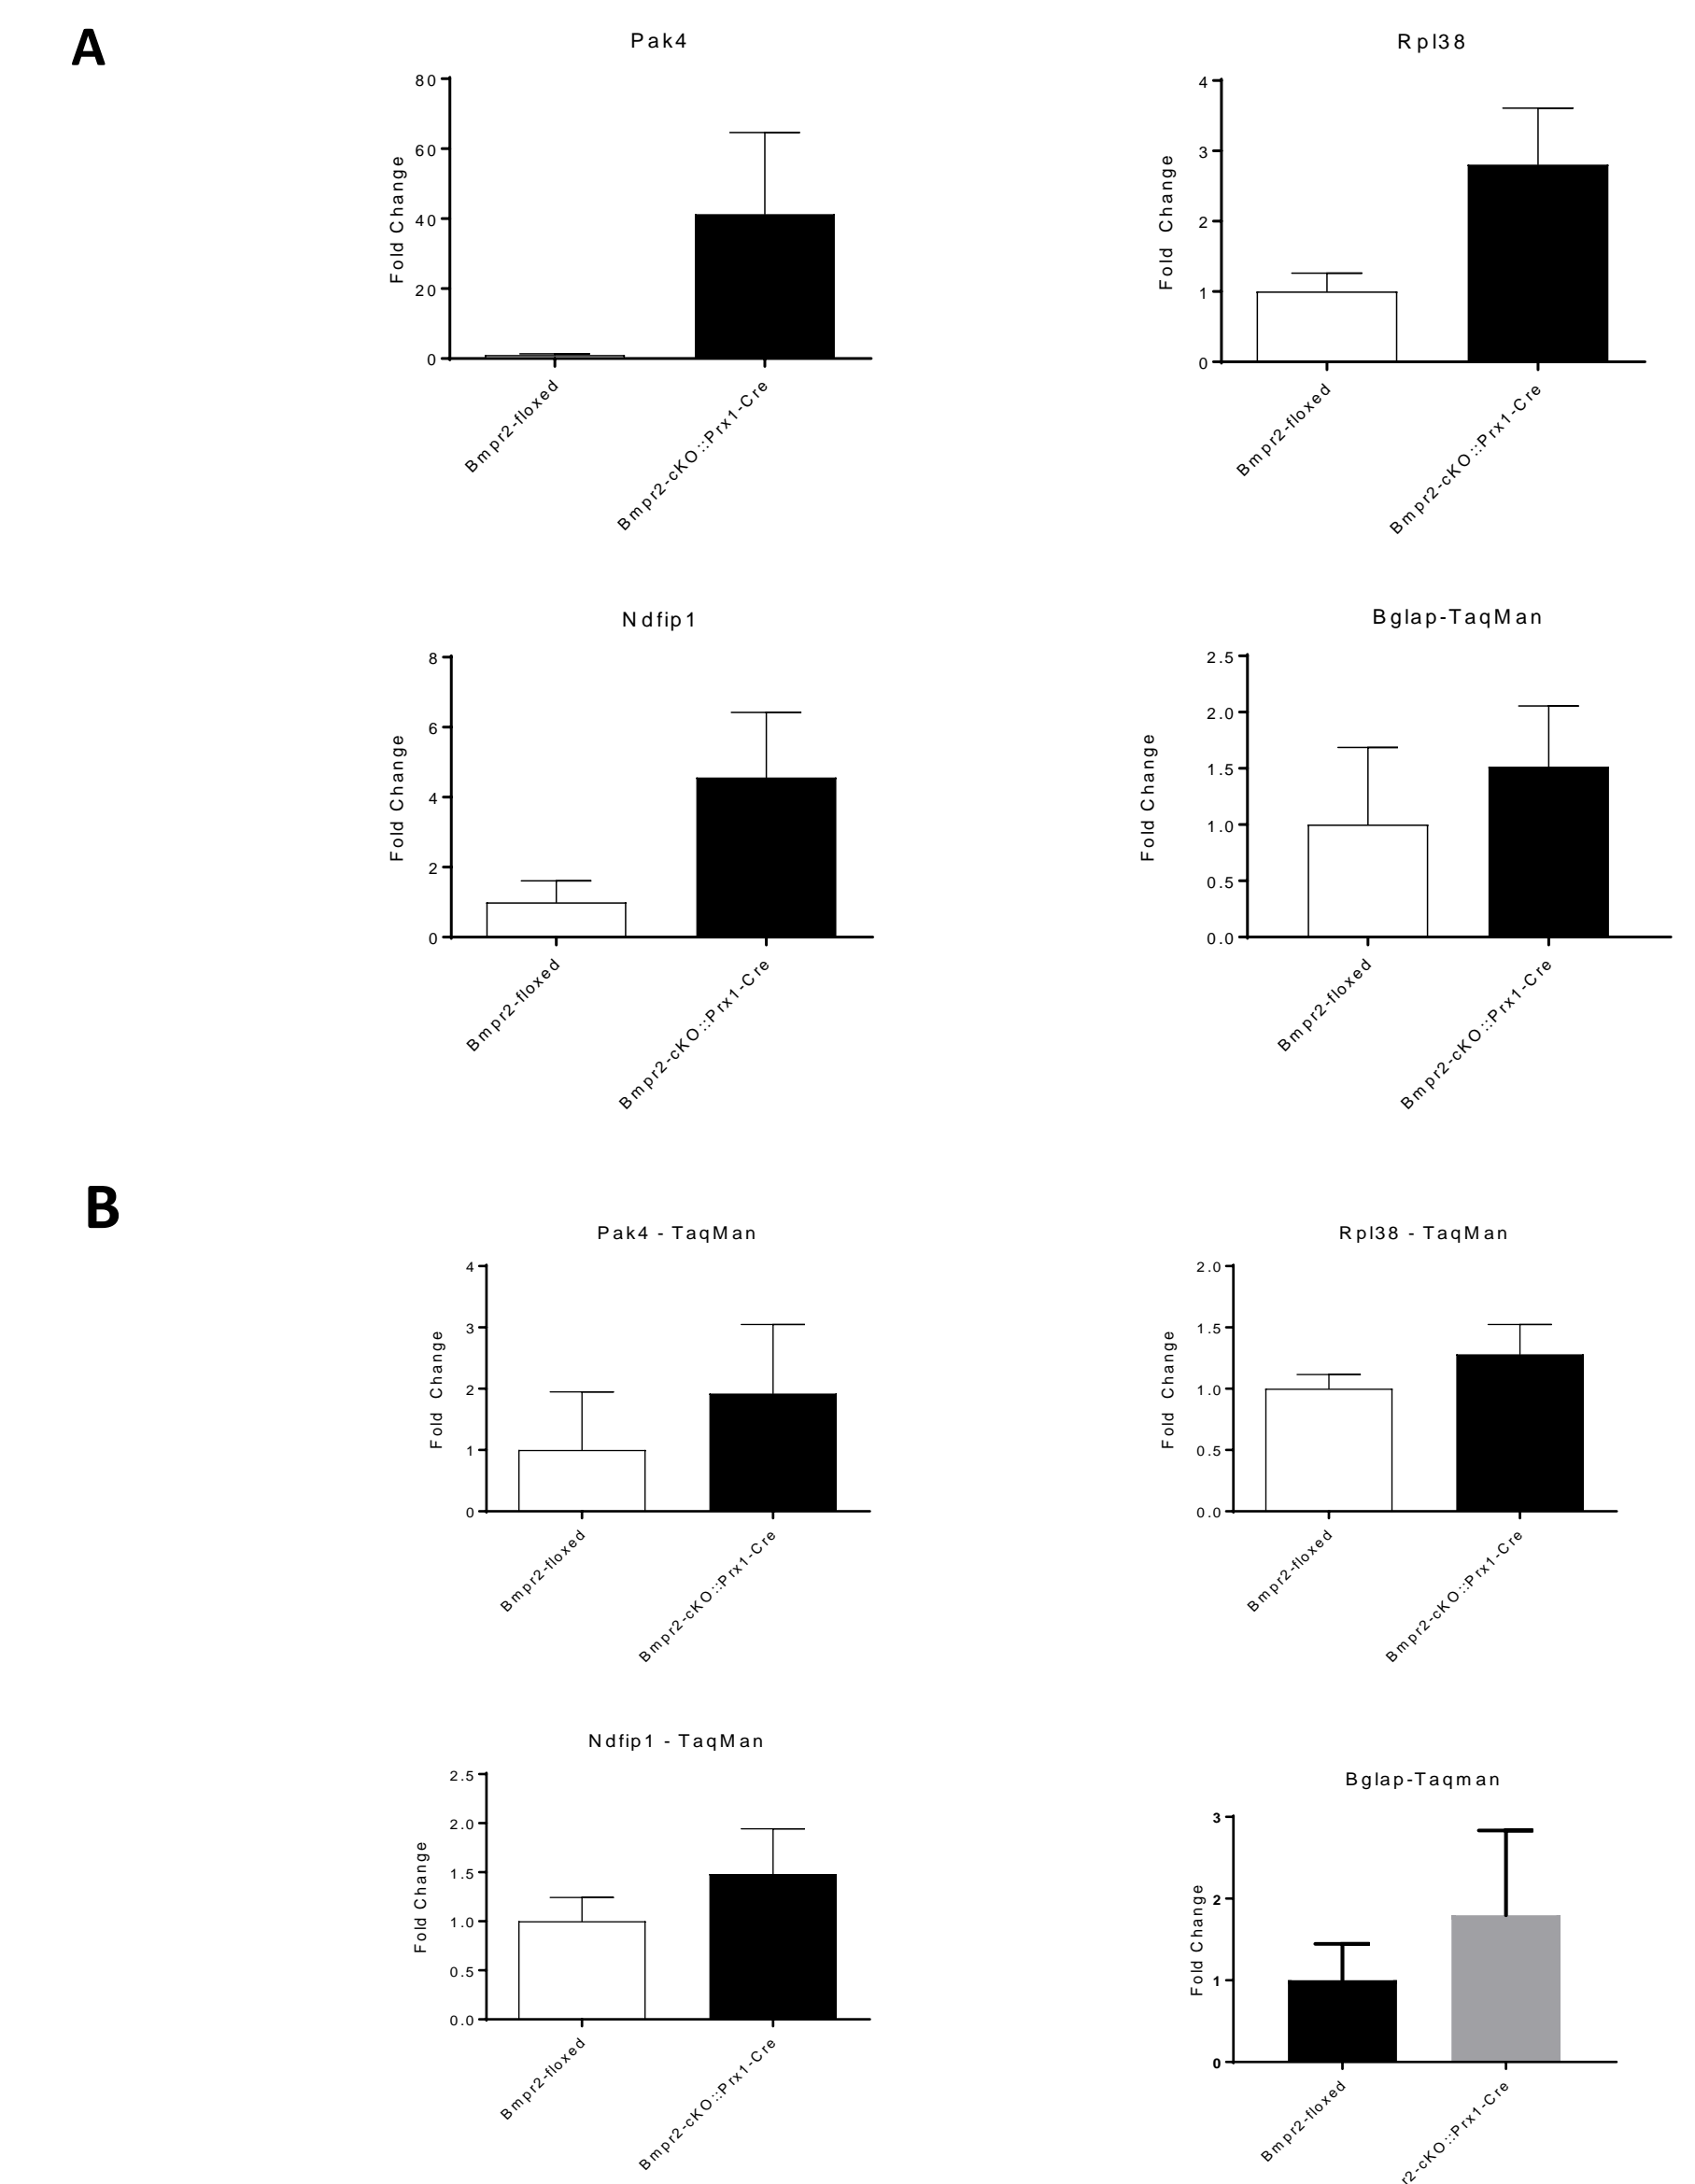 A
Pak4
Fold Change
80
60
40
20
0
Bmpr2-floxed
Bmpr2-cKO::Prx1-Cre
Rpl38
Fold Change
4
3
2
1
0
Bmpr2-floxed
Bmpr2-cKO::Prx1-Cre
Ndfip1
Fold Change
8
6
4
2
0
Bmpr2-floxed
Bmpr2-cKO::Prx1-Cre
Bglap-TaqMan
Fold Change
2.5
2.0
1.5
1.0
0.5
0.0
Bmpr2-floxed
Bmpr2-cKO::Prx1-Cre
B
Pak4 - TaqMan
Fold Change
4
3
2
1
0
Bmpr2-floxed
Bmpr2-cKO::Prx1-Cre
Rpl38 - TaqMan
Fold Change
2.0
1.5
1.0
0.5
0.0
Bmpr2-floxed
Bmpr2-cKO::Prx1-Cre
Ndfip1 - TaqMan
Fold Change
2.5
2.0
1.5
1.0
0.5
0.0
Bmpr2-floxed
Bmpr2-cKO::Prx1-Cre
Bglap-Taqman
Fold Change
3
2
1
0
Bmpr2-floxed
r2-cKO::Prx1-Cre